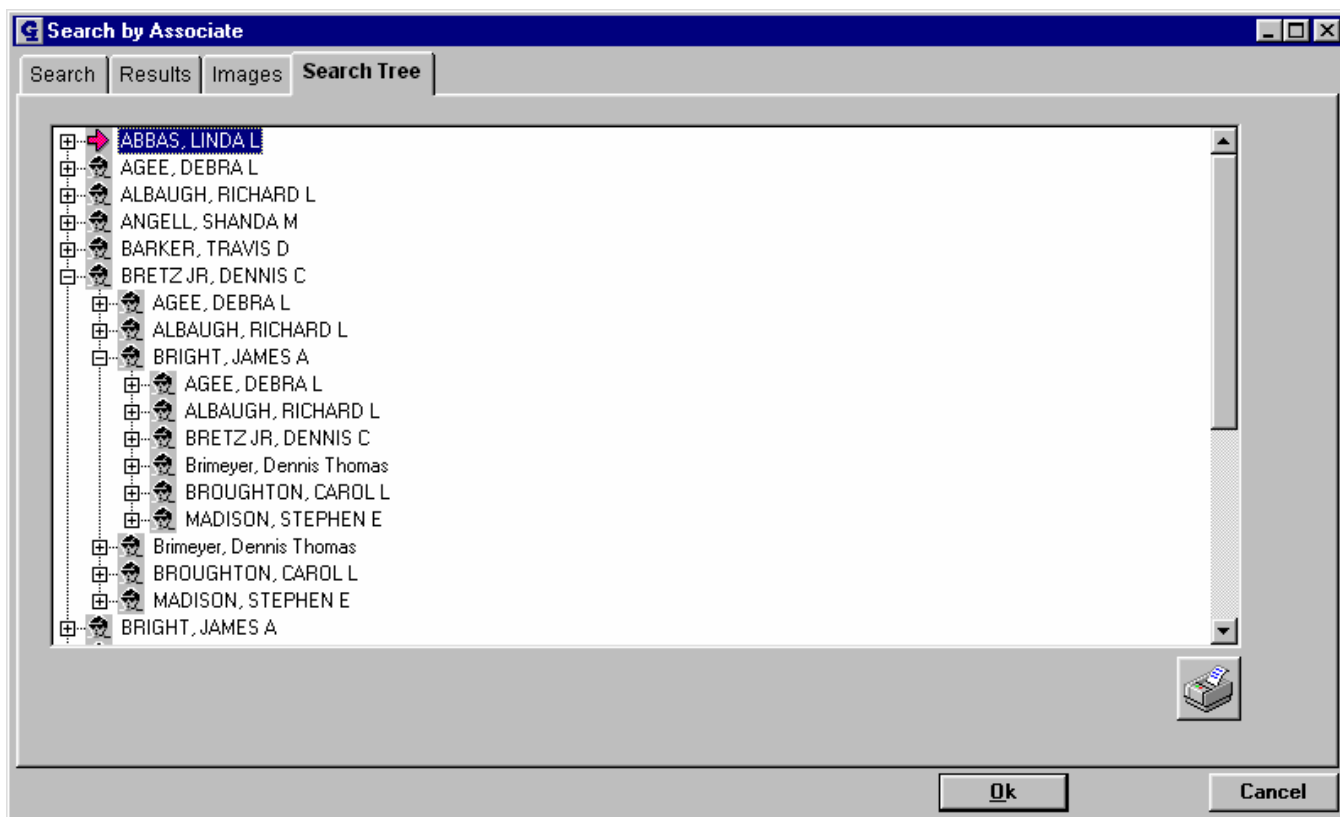 Search by Associate
Search Results Images Search Tree
ABBAS, LINDA L
AGEE, DEBRA L
ALBAUGH, RICHARD L
ANGELL, SHANDA M
BARKER, TRAVIS D
BRETZ JR, DENNIS C
AGEE, DEBRA L
ALBAUGH, RICHARD L
BRIGHT, JAMES A
AGEE, DEBRA L
ALBAUGH, RICHARD L
BRETZ JR, DENNIS C
Brimeyer, Dennis Thomas
BROUGHTON, CAROL L
MADISON, STEPHEN E
Brimeyer, Dennis Thomas
BROUGHTON, CAROL L
MADISON, STEPHEN E
BRIGHT, JAMES A
Ok Cancel